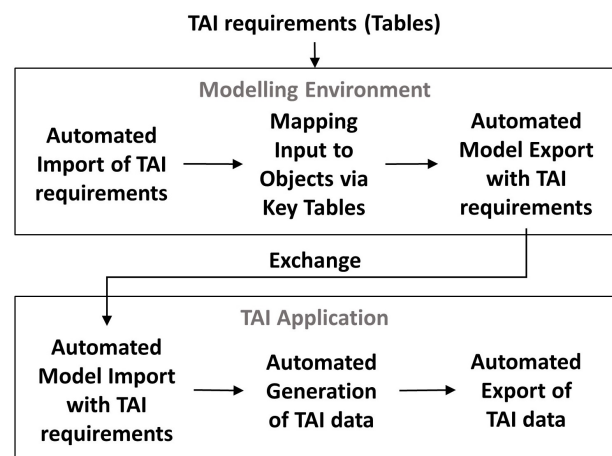 TAI requirements (Tables)
Modelling Environment
Automated
Import of TAI
requirements
Mapping
Input to
Objects via
Key Tables
Automated
Model Export
with TAI
requirements
Exchange
TAI Application
Automated
Model Import
with TAI
requirements
Automated
Generation
of TAI data
Automated
Export of
TAI data